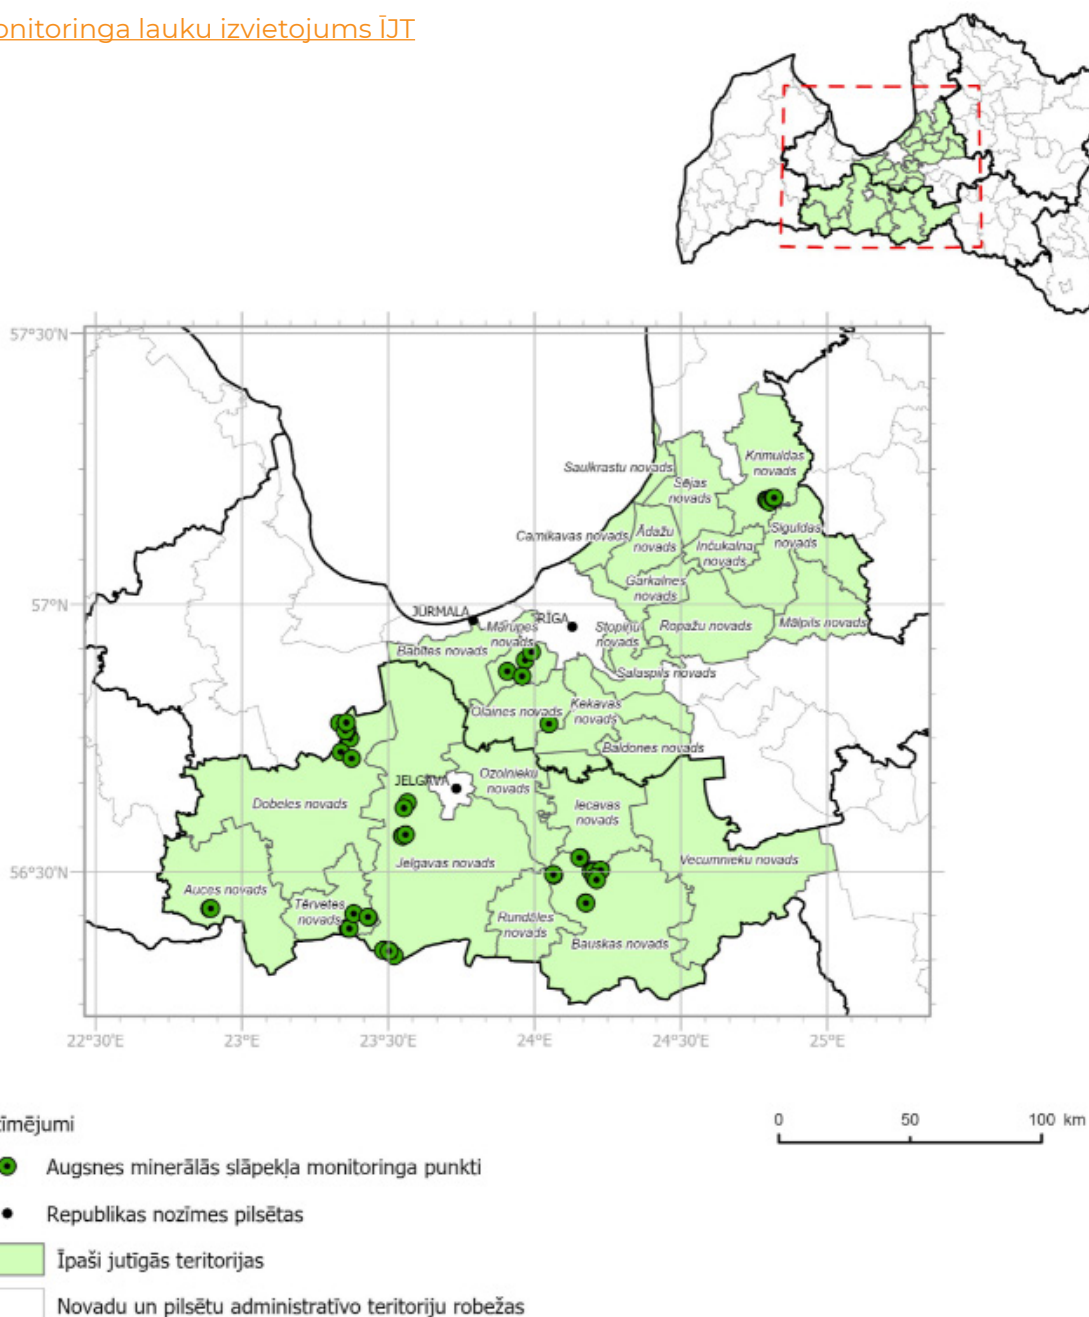 onitoringa lauku izvietojums ĪJT
57°30'N
Krimuldas
novads
Saulkrastu novads
Sējas
novads
Siguldas
novads
Carnikavas novads
Ādažu
novads
Inčukalna
novads
Garkalnes
novads
57°N
JŪRMALA
RĪGA
Mārupes
novads
Stopiņu
novads
Ropažu novads
Mālpils novads
Babītes novads
Salaspils novads
Olaines novads
Ķekavas
novads
Baldones novads
JELGAVA
Ozolnieku
novads
Dobeles novads
Iecavas
novads
56°30'N
Jelgavas novads
Vecumnieku novads
Auces novads
Tērvetes
novads
Rundāles
novads
Bauskas novads
22°30'E
23°E
23°30'E
24°E
24°30'E
25°E
īmējumi
0 50 100 km
Augsnes minerālās slāpekļa monitoringa punkti
Republikas nozīmes pilsētas
Īpaši jutīgās teritorijas
Novadu un pilsētu administratīvo teritoriju robežas